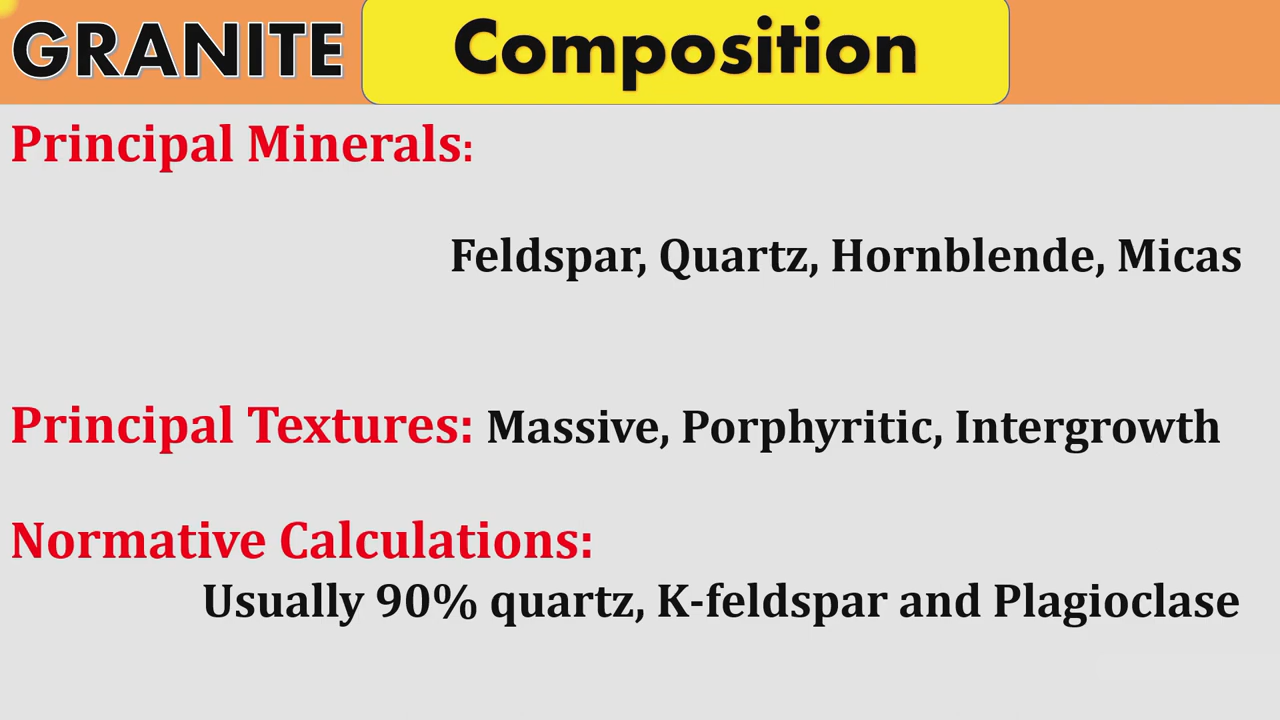 GRANITE
Composition
Principal Minerals:
Feldspar, Quartz, Hornblende, Micas
Principal Textures: Massive, Porphyritic, Intergrowth
Normative Calculations:
Usually 90% quartz, K-feldspar and Plagioclase